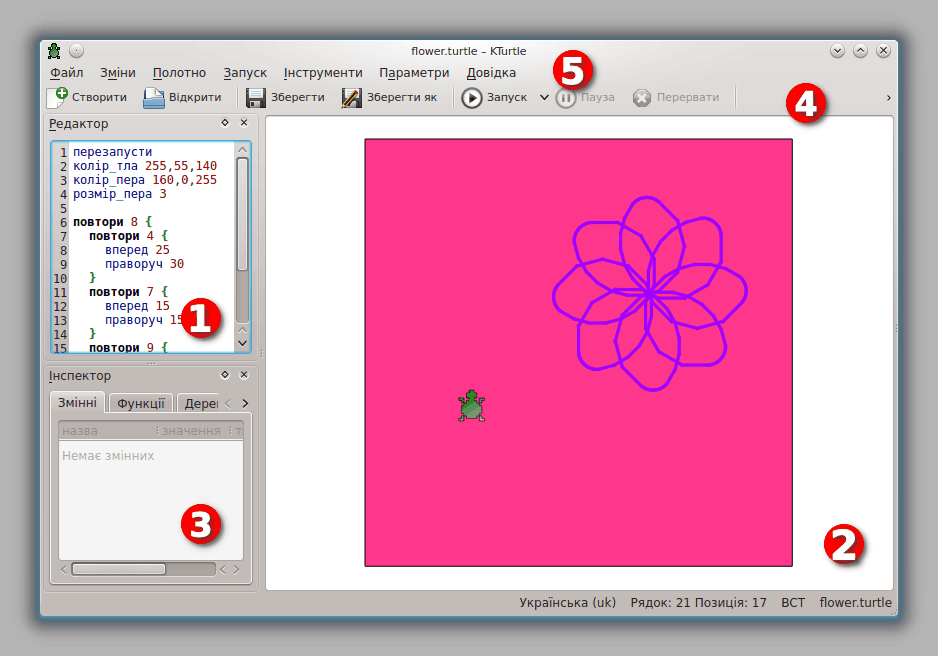 flower.turtle – KTurtle
Файл Зміни Полотно Запуск Інструменти Параметри Довідка
5
Створити Відкрити Зберегти Зберегти як Запуск Пауза Перервати
4
Редактор
1 перезапусти
2 колір_тла 255,55,140
3 колір_пера 160,0,255
4 розмір_пера 3
5
6 повтори 8 {
7 повтори 4 {
8 вперед 25
9 праворуч 30
10 }
11 повтори 7 {
12 вперед 15
13 праворуч 15
14 }
15 повтори 9 {
1
Інспектор
Змінні Функції
назва значення
Немає змінних
3
2
Українська (uk) Рядок: 21 Позиція: 17 ВСТ flower.turtle